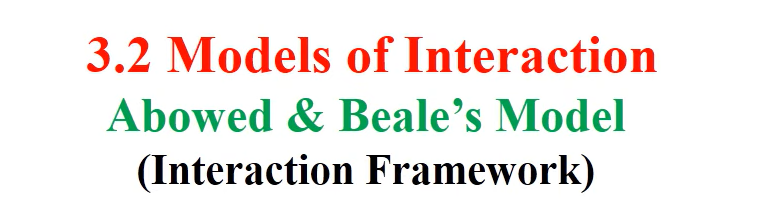 3.2 Models of Interaction
Abowed & Beale’s Model
(Interaction Framework)